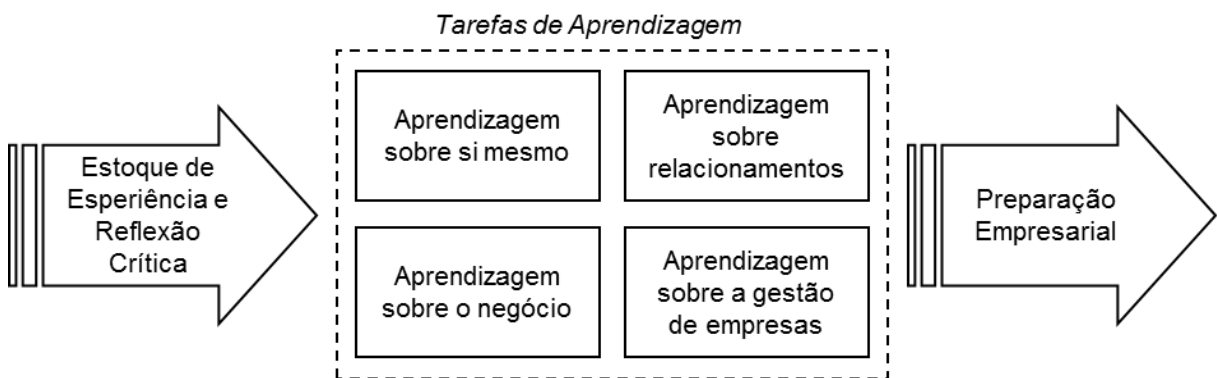 Tarefas de Aprendizagem
Estoque de
Esperiência e
Reflexão
Crítica
Aprendizagem
sobre si mesmo
Aprendizagem
sobre
relacionamentos
Aprendizagem
sobre o negócio
Aprendizagem
sobre a gestão
de empresas
Preparação
Empresarial